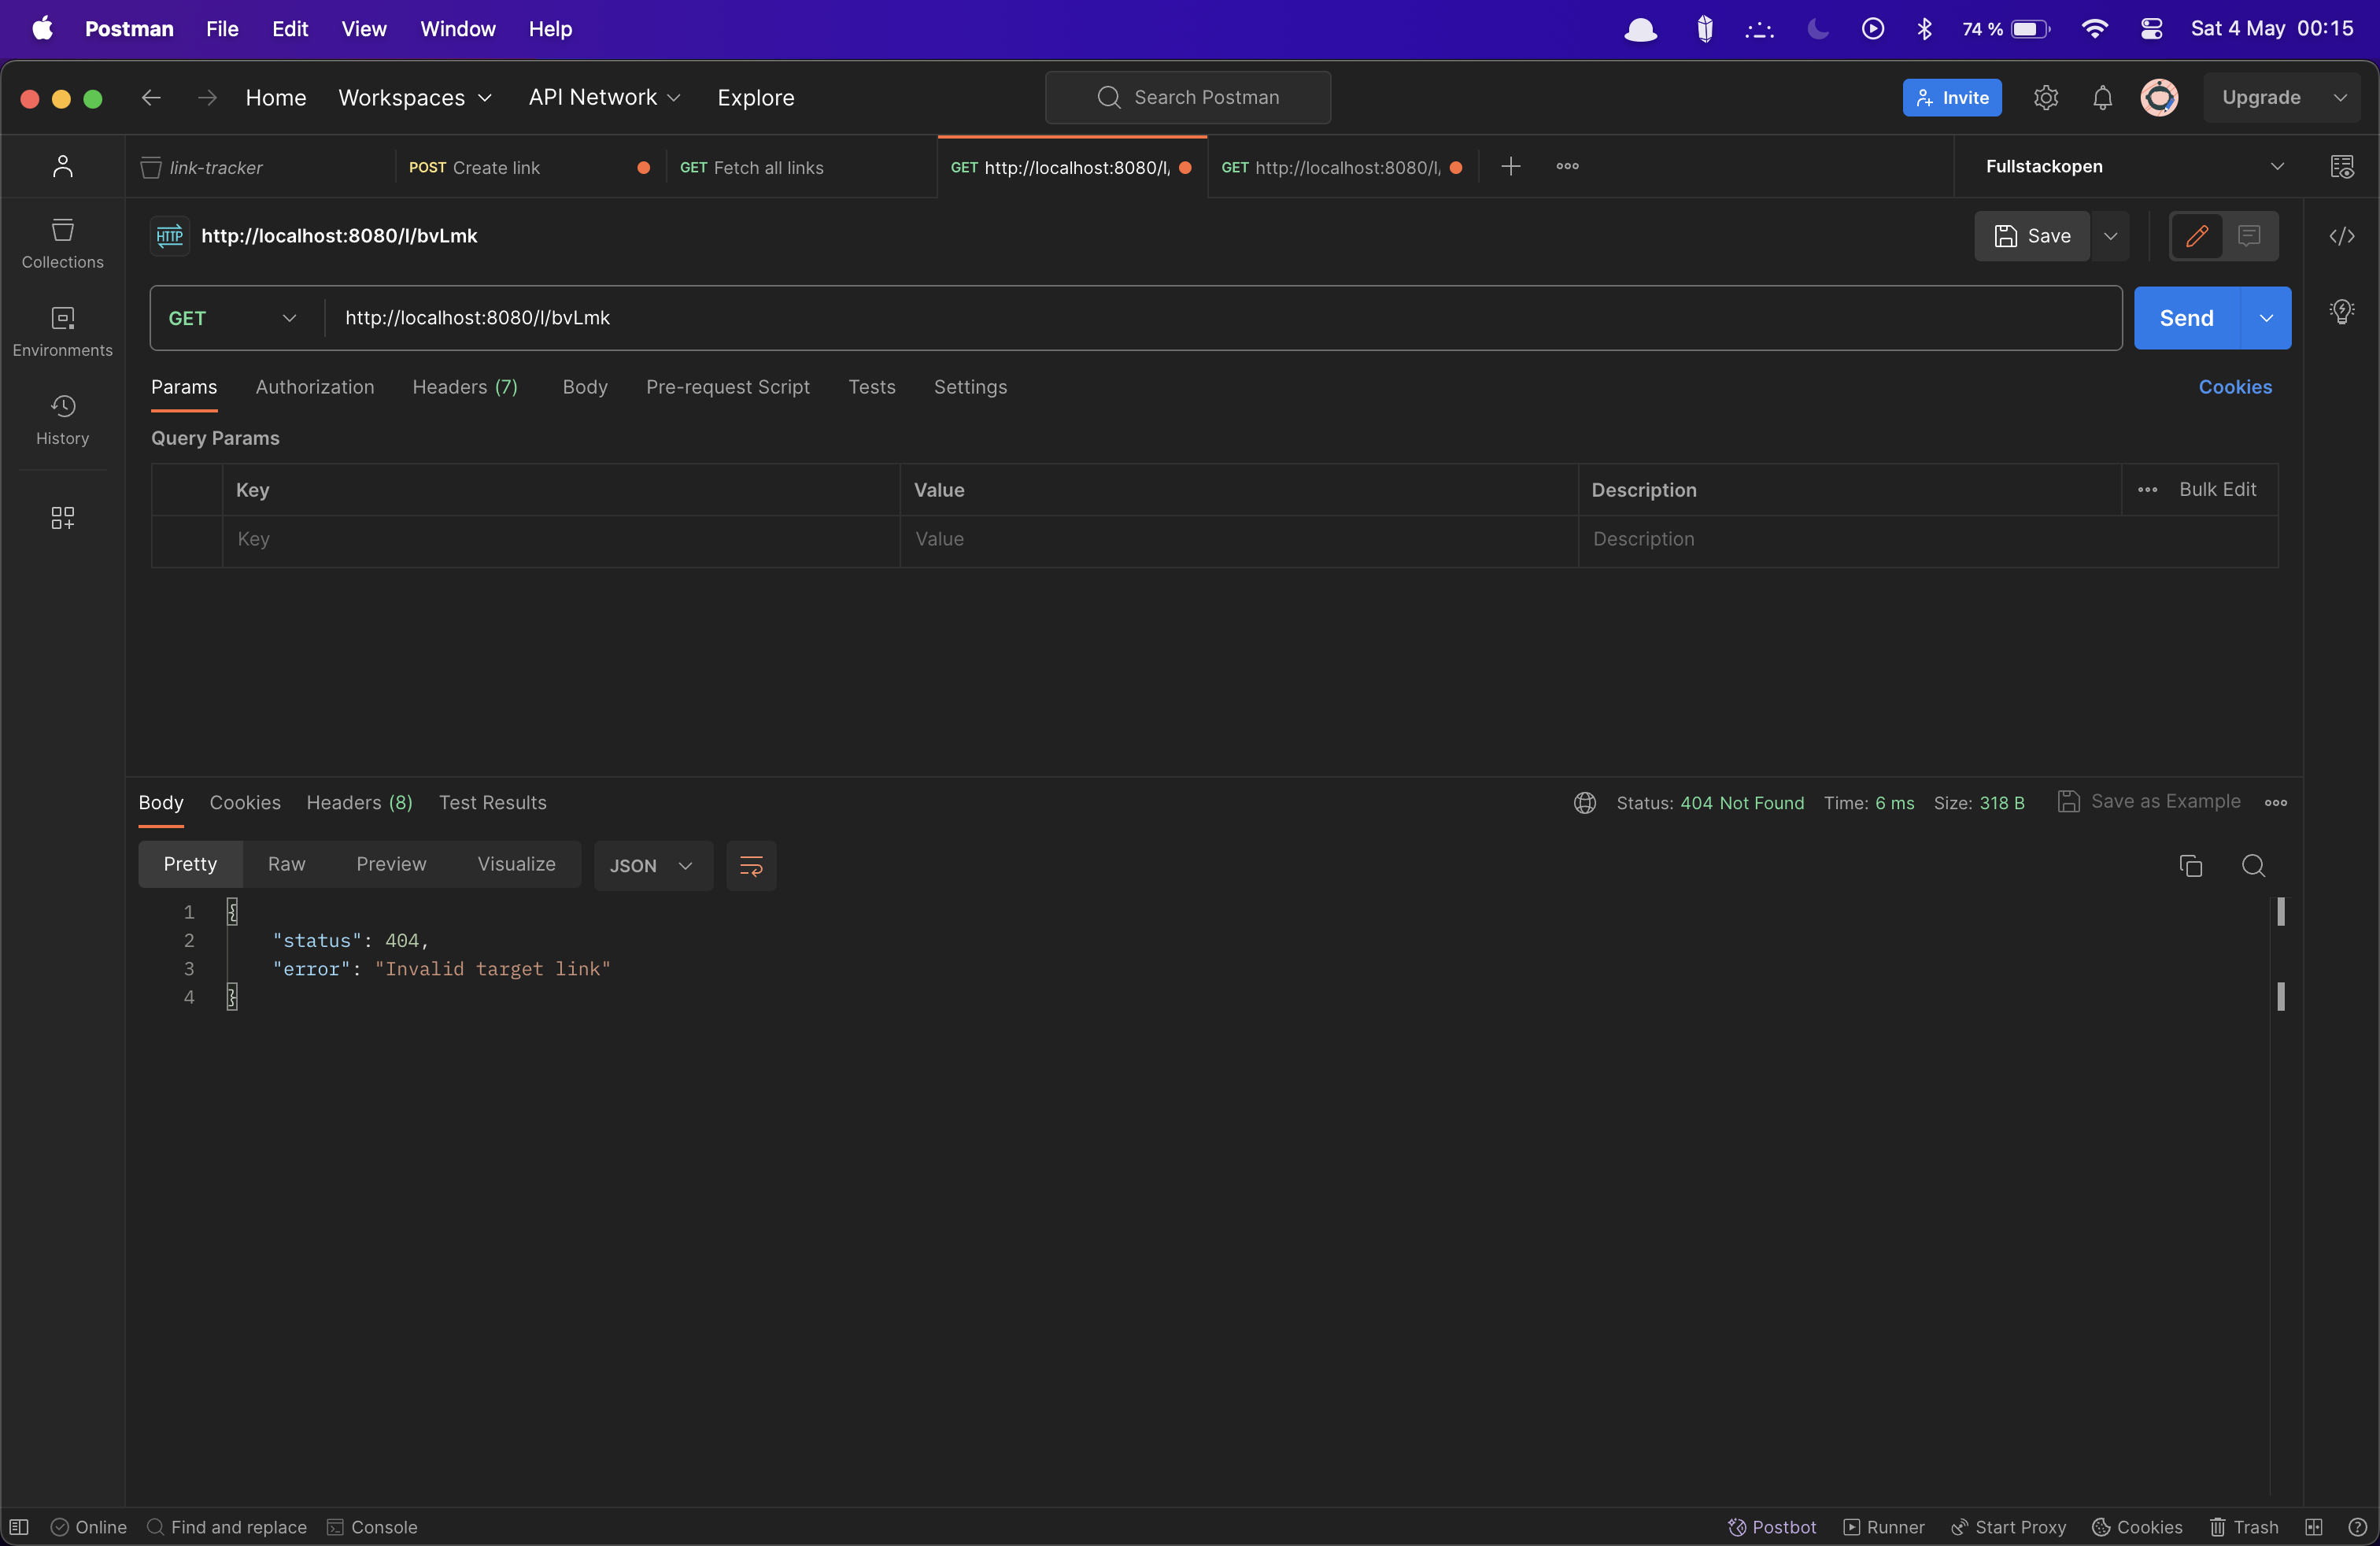 Postman File Edit View Window Help 74 % Sat 4 May 00:15
Home Workspaces API Network Explore Search Postman Invite Upgrade
link-tracker POST Create link GET Fetch all links GET http://localhost:8080/l, GET http://localhost:8080/l, Fullstackopen
HTTP http://localhost:8080/l/bvLmk Save
Collections
GET http://localhost:8080/l/bvLmk Send
Environments
Params Authorization Headers (7) Body Pre-request Script Tests Settings Cookies
History
Query Params
Key Value Description Bulk Edit
Key Value Description
Body Cookies Headers (8) Test Results Status: 404 Not Found Time: 6 ms Size: 318 B Save as Example
Pretty Raw Preview Visualize JSON
1 {
2 "status": 404,
3 "error": "Invalid target link"
4 }
Online Find and replace Console Postbot Runner Start Proxy Cookies Trash